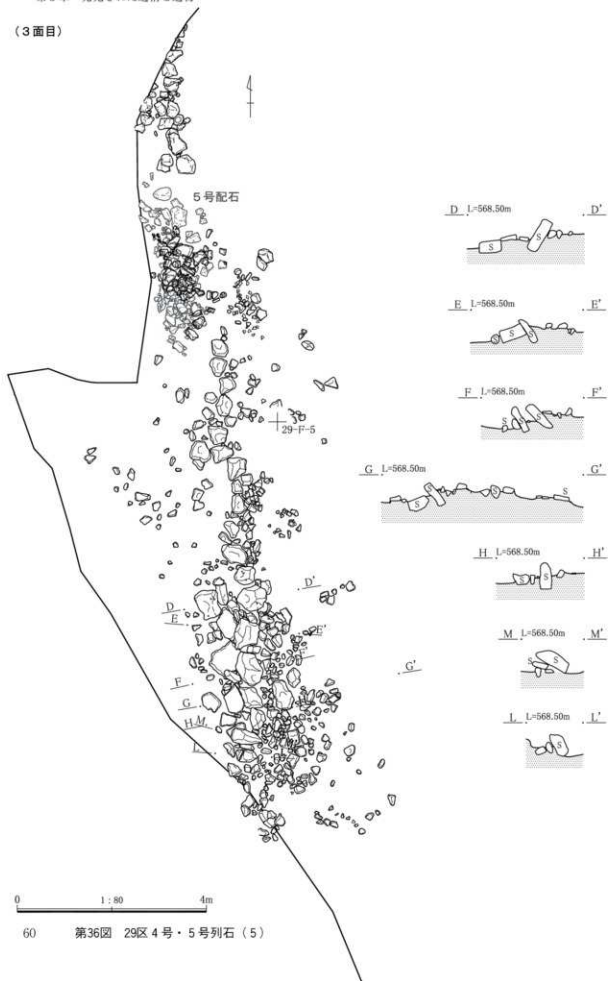 (3面目)
5号配石
29-F-5
D'
D
E
E'
F
G
G'
H
M
L
D L=568.50m D'
E L=568.50m E'
F L=568.50m F'
G L=568.50m G'
H L=568.50m H'
M L=568.50m M'
L L=568.50m L'
S S
S S
S S S
S S S
S S
S S
S
0 1:80 4m
60 第36図 29区4号・5号列石(5)